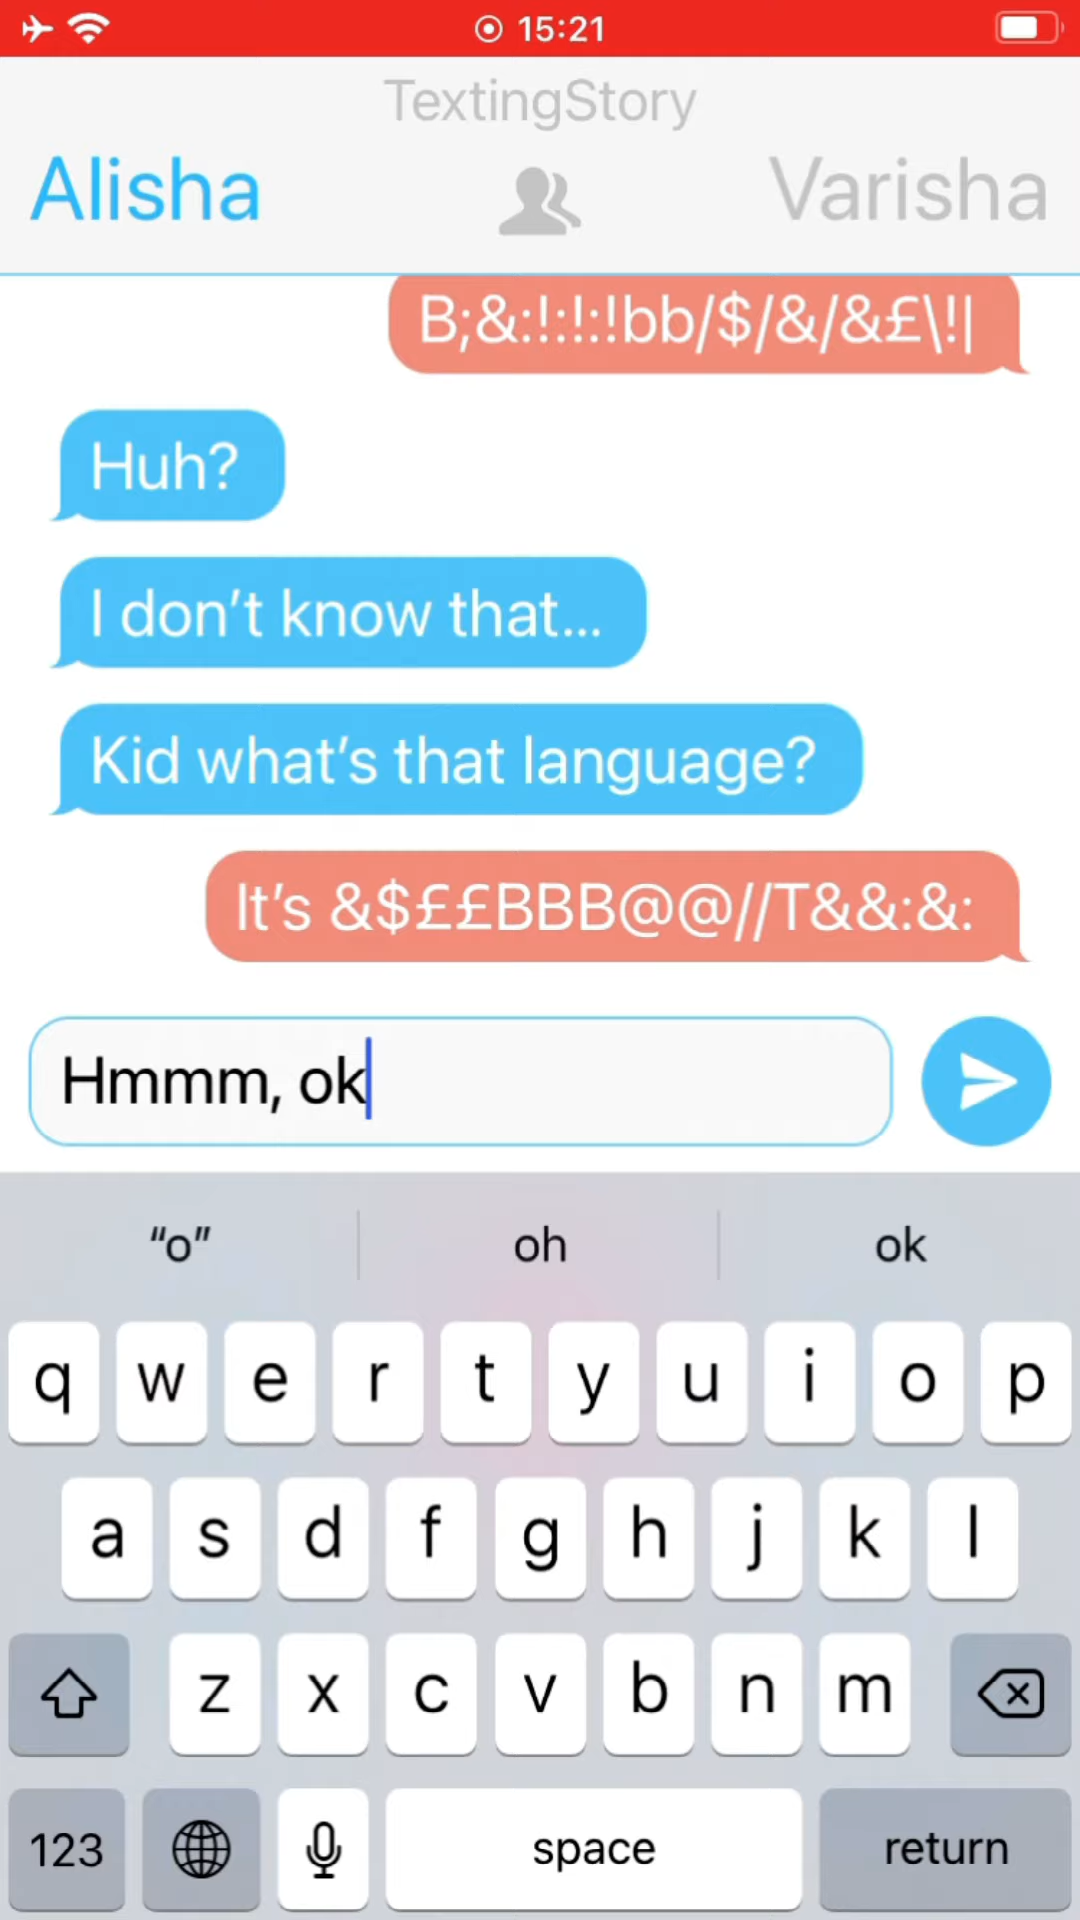 15:21
TextingStory
Alisha
Varisha
B;&:!:!:!bb/$/&/&£\!|
Huh?
I don’t know that...
Kid what’s that language?
It’s &$££BBB@@//T&&:&:
Hmmm, ok
“o” oh ok
q w e r t y u i o p
a s d f g h j k l
z x c v b n m
123 space return